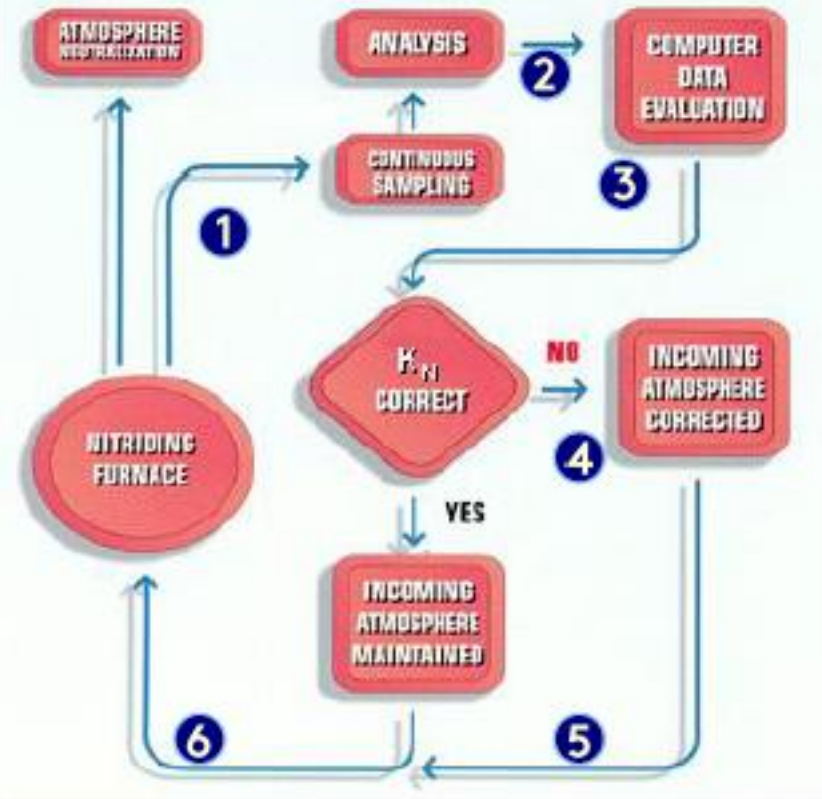 ATMOSPHERE
NEUTRALIZATION
ANALYSIS
2
COMPUTER
DATA
EVALUATION
CONTINUOUS
SAMPLING
3
1
KN
CORRECT
NO
INCOMING
ATMOSPHERE
CORRECTED
4
NITRIDING
FURNACE
YES
INCOMING
ATMOSPHERE
MAINTAINED
6
5